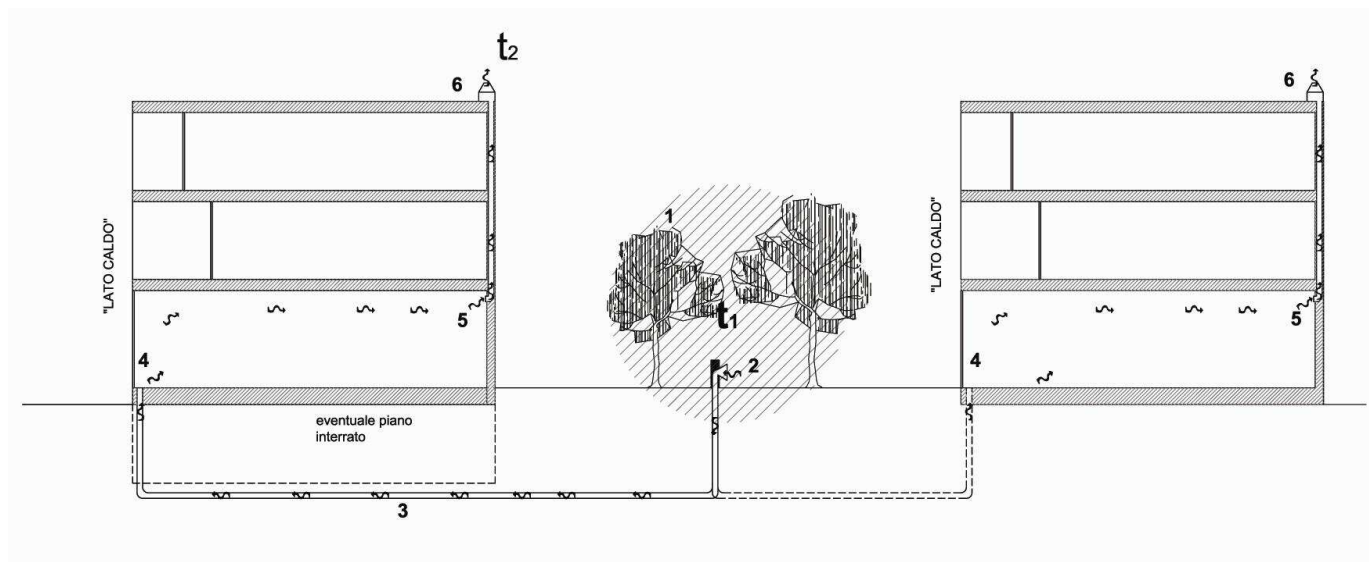 t2
6
6
1
"LATO CALDO"
"LATO CALDO"
t1
5
5
4
2
4
eventuale piano
interrato
3